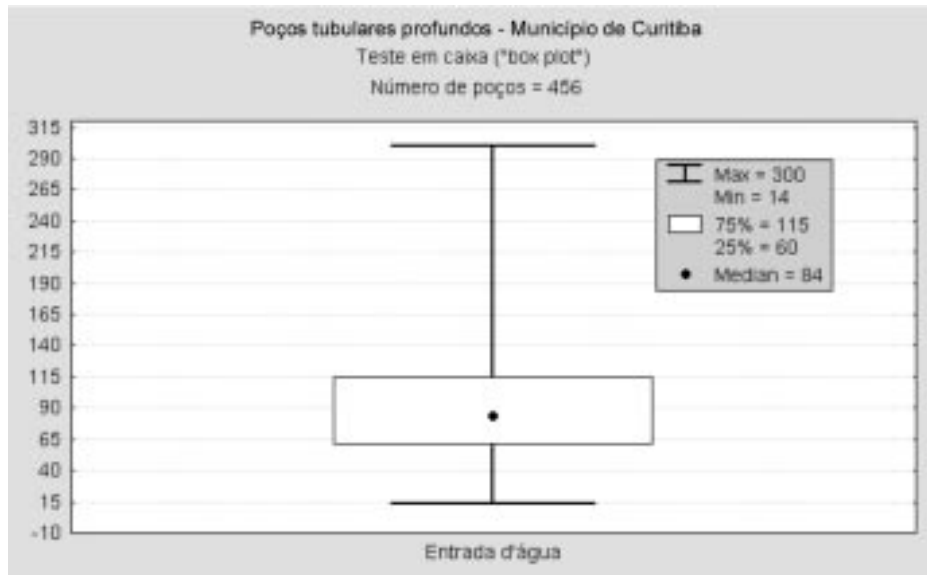 Poços tubulares profundos - Município de Curitiba
Teste em caixa ("box plot")
Número de poços = 456
315
290
265
240
215
190
165
140
115
90
65
40
15
-10
Max = 300
Min = 14
75% = 115
25% = 60
Median = 84
Entrada d'água